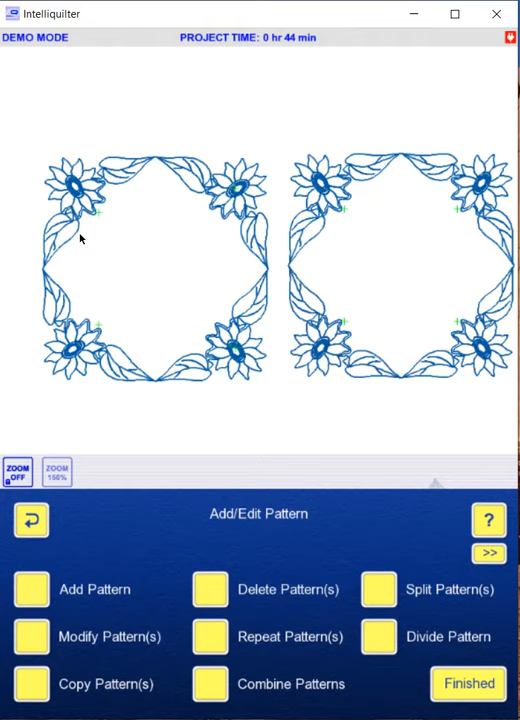 Intelliquilter
DEMO MODE PROJECT TIME: 0 hr 44 min
ZOOM OFF
ZOOM 150%
Add/Edit Pattern
?
>>
Add Pattern Delete Pattern(s) Split Pattern(s)
Modify Pattern(s) Repeat Pattern(s) Divide Pattern
Copy Pattern(s) Combine Patterns Finished